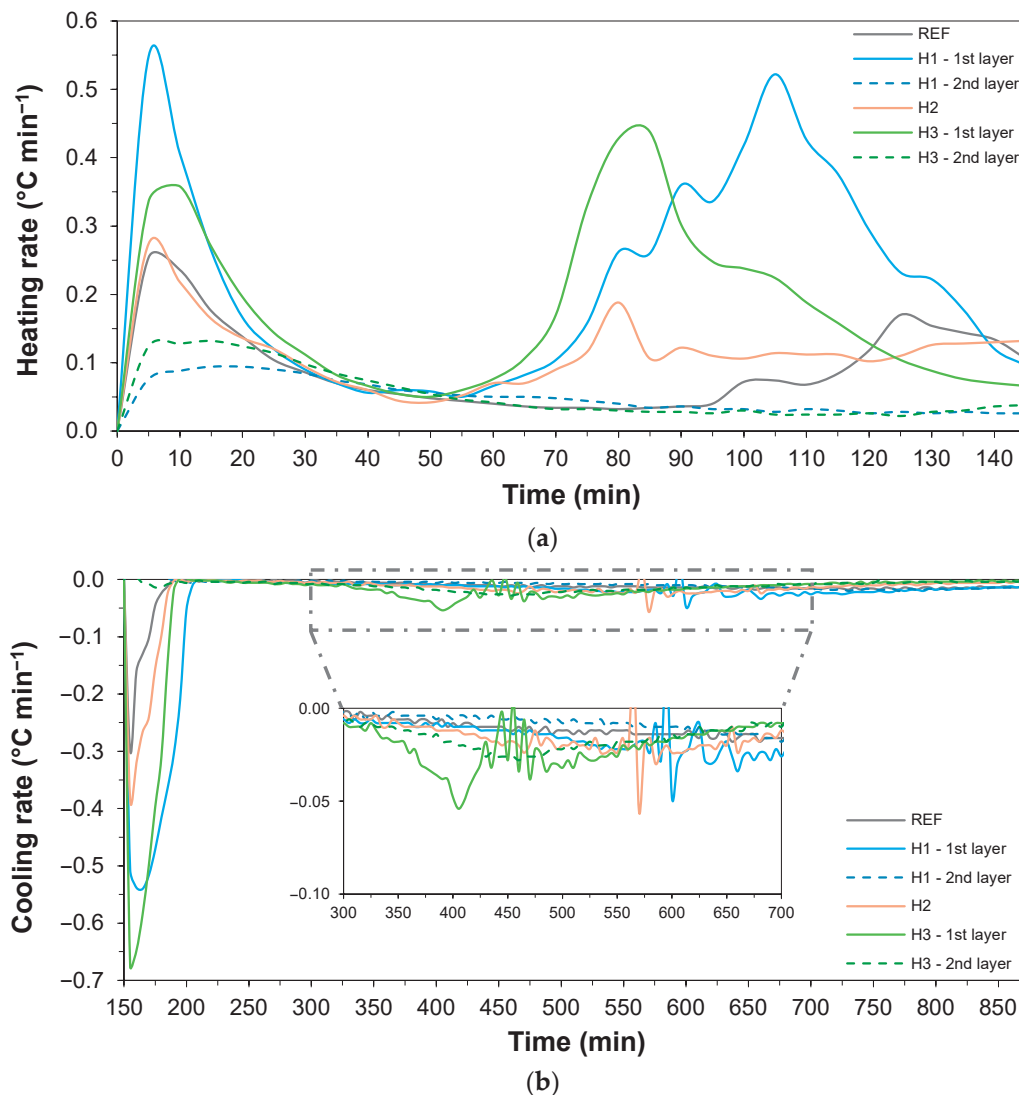 0.6
0.5
0.4
0.3
0.2
0.1
0.0
Heating rate (°C min⁻¹)
REF
H1 - 1st layer
H1 - 2nd layer
H2
H3 - 1st layer
H3 - 2nd layer
0 10 20 30 40 50 60 70 80 90 100 110 120 130 140
Time (min)
(a)
0.0
−0.1
−0.2
−0.3
−0.4
−0.5
−0.6
−0.7
Cooling rate (°C min⁻¹)
0.00
−0.05
−0.10
300 350 400 450 500 550 600 650 700
REF
H1 - 1st layer
H1 - 2nd layer
H2
H3 - 1st layer
H3 - 2nd layer
150 200 250 300 350 400 450 500 550 600 650 700 750 800 850
Time (min)
(b)